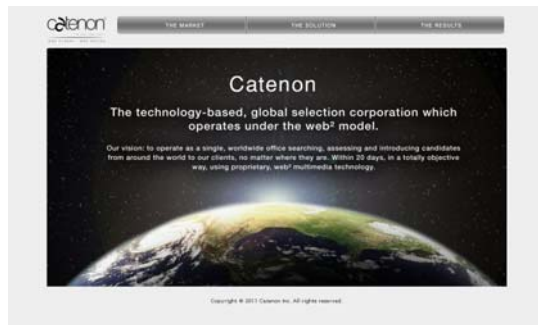 catenon
THE MARKET
THE SOLUTION
THE RESULTS
Catenon
The technology-based, global selection corporation which
operates under the web² model.
Our vision: to operate as a single, worldwide office searching, assessing and introducing candidates
from around the world to our clients, no matter where they are. Within 20 days, in a totally objective
way, using proprietary, web² multimedia technology.
Copyright © 2011 Catenon Inc. All rights reserved.